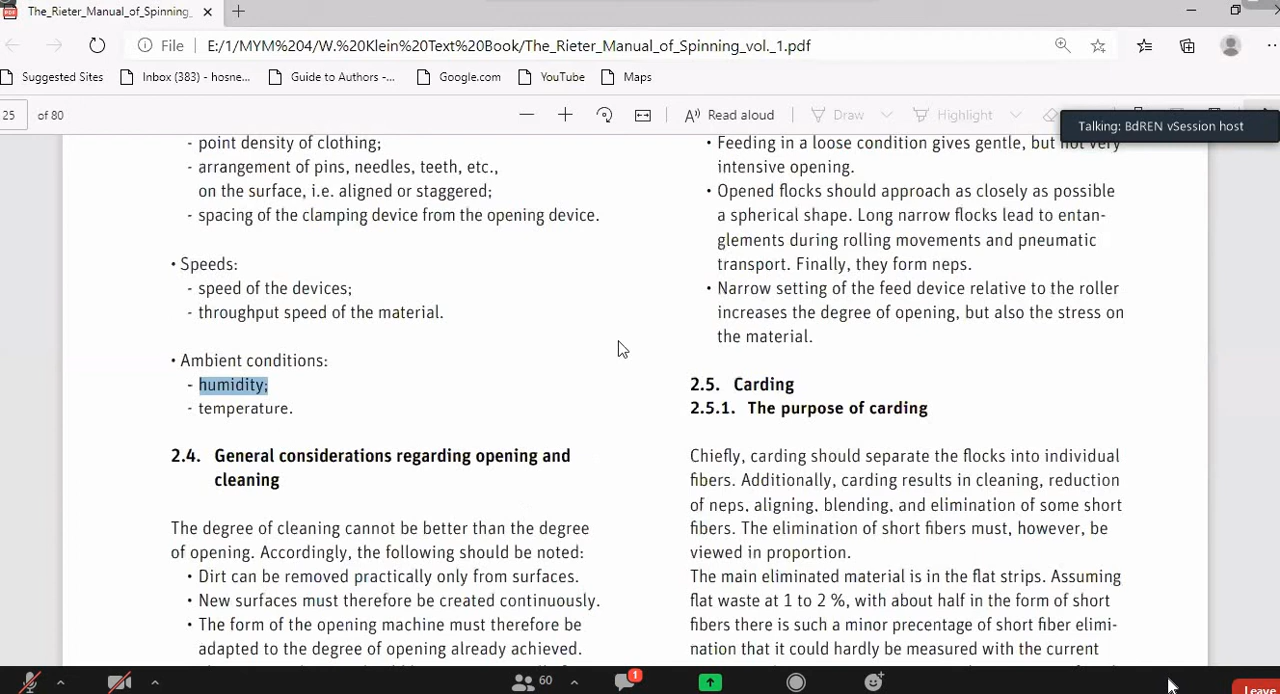 The_Rieter_Manual_of_Spinning_
File E:/1/MYM%204/W.%20Klein%20Text%20Book/The_Rieter_Manual_of_Spinning_vol._1.pdf
Suggested Sites Inbox (383) - hosne... Guide to Authors -... Google.com YouTube Maps
25 of 80 Read aloud Draw Highlight
Talking: BdREN vSession host
- point density of clothing;
- arrangement of pins, needles, teeth, etc.,
on the surface, i.e. aligned or staggered;
- spacing of the clamping device from the opening device.
• Speeds:
- speed of the devices;
- throughput speed of the material.
• Ambient conditions:
- humidity;
- temperature.
2.4. General considerations regarding opening and
cleaning
The degree of cleaning cannot be better than the degree
of opening. Accordingly, the following should be noted:
• Dirt can be removed practically only from surfaces.
• New surfaces must therefore be created continuously.
• The form of the opening machine must therefore be
adapted to the degree of opening already achieved.
• Feeding in a loose condition gives gentle, but not very
intensive opening.
• Opened flocks should approach as closely as possible
a spherical shape. Long narrow flocks lead to entan-
glements during rolling movements and pneumatic
transport. Finally, they form neps.
• Narrow setting of the feed device relative to the roller
increases the degree of opening, but also the stress on
the material.
2.5. Carding
2.5.1. The purpose of carding
Chiefly, carding should separate the flocks into individual
fibers. Additionally, carding results in cleaning, reduction
of neps, aligning, blending, and elimination of some short
fibers. The elimination of short fibers must, however, be
viewed in proportion.
The main eliminated material is in the flat strips. Assuming
flat waste at 1 to 2 %, with about half in the form of short
fibers there is such a minor precentage of short fiber elimi-
nation that it could hardly be measured with the current
60 1 Leave